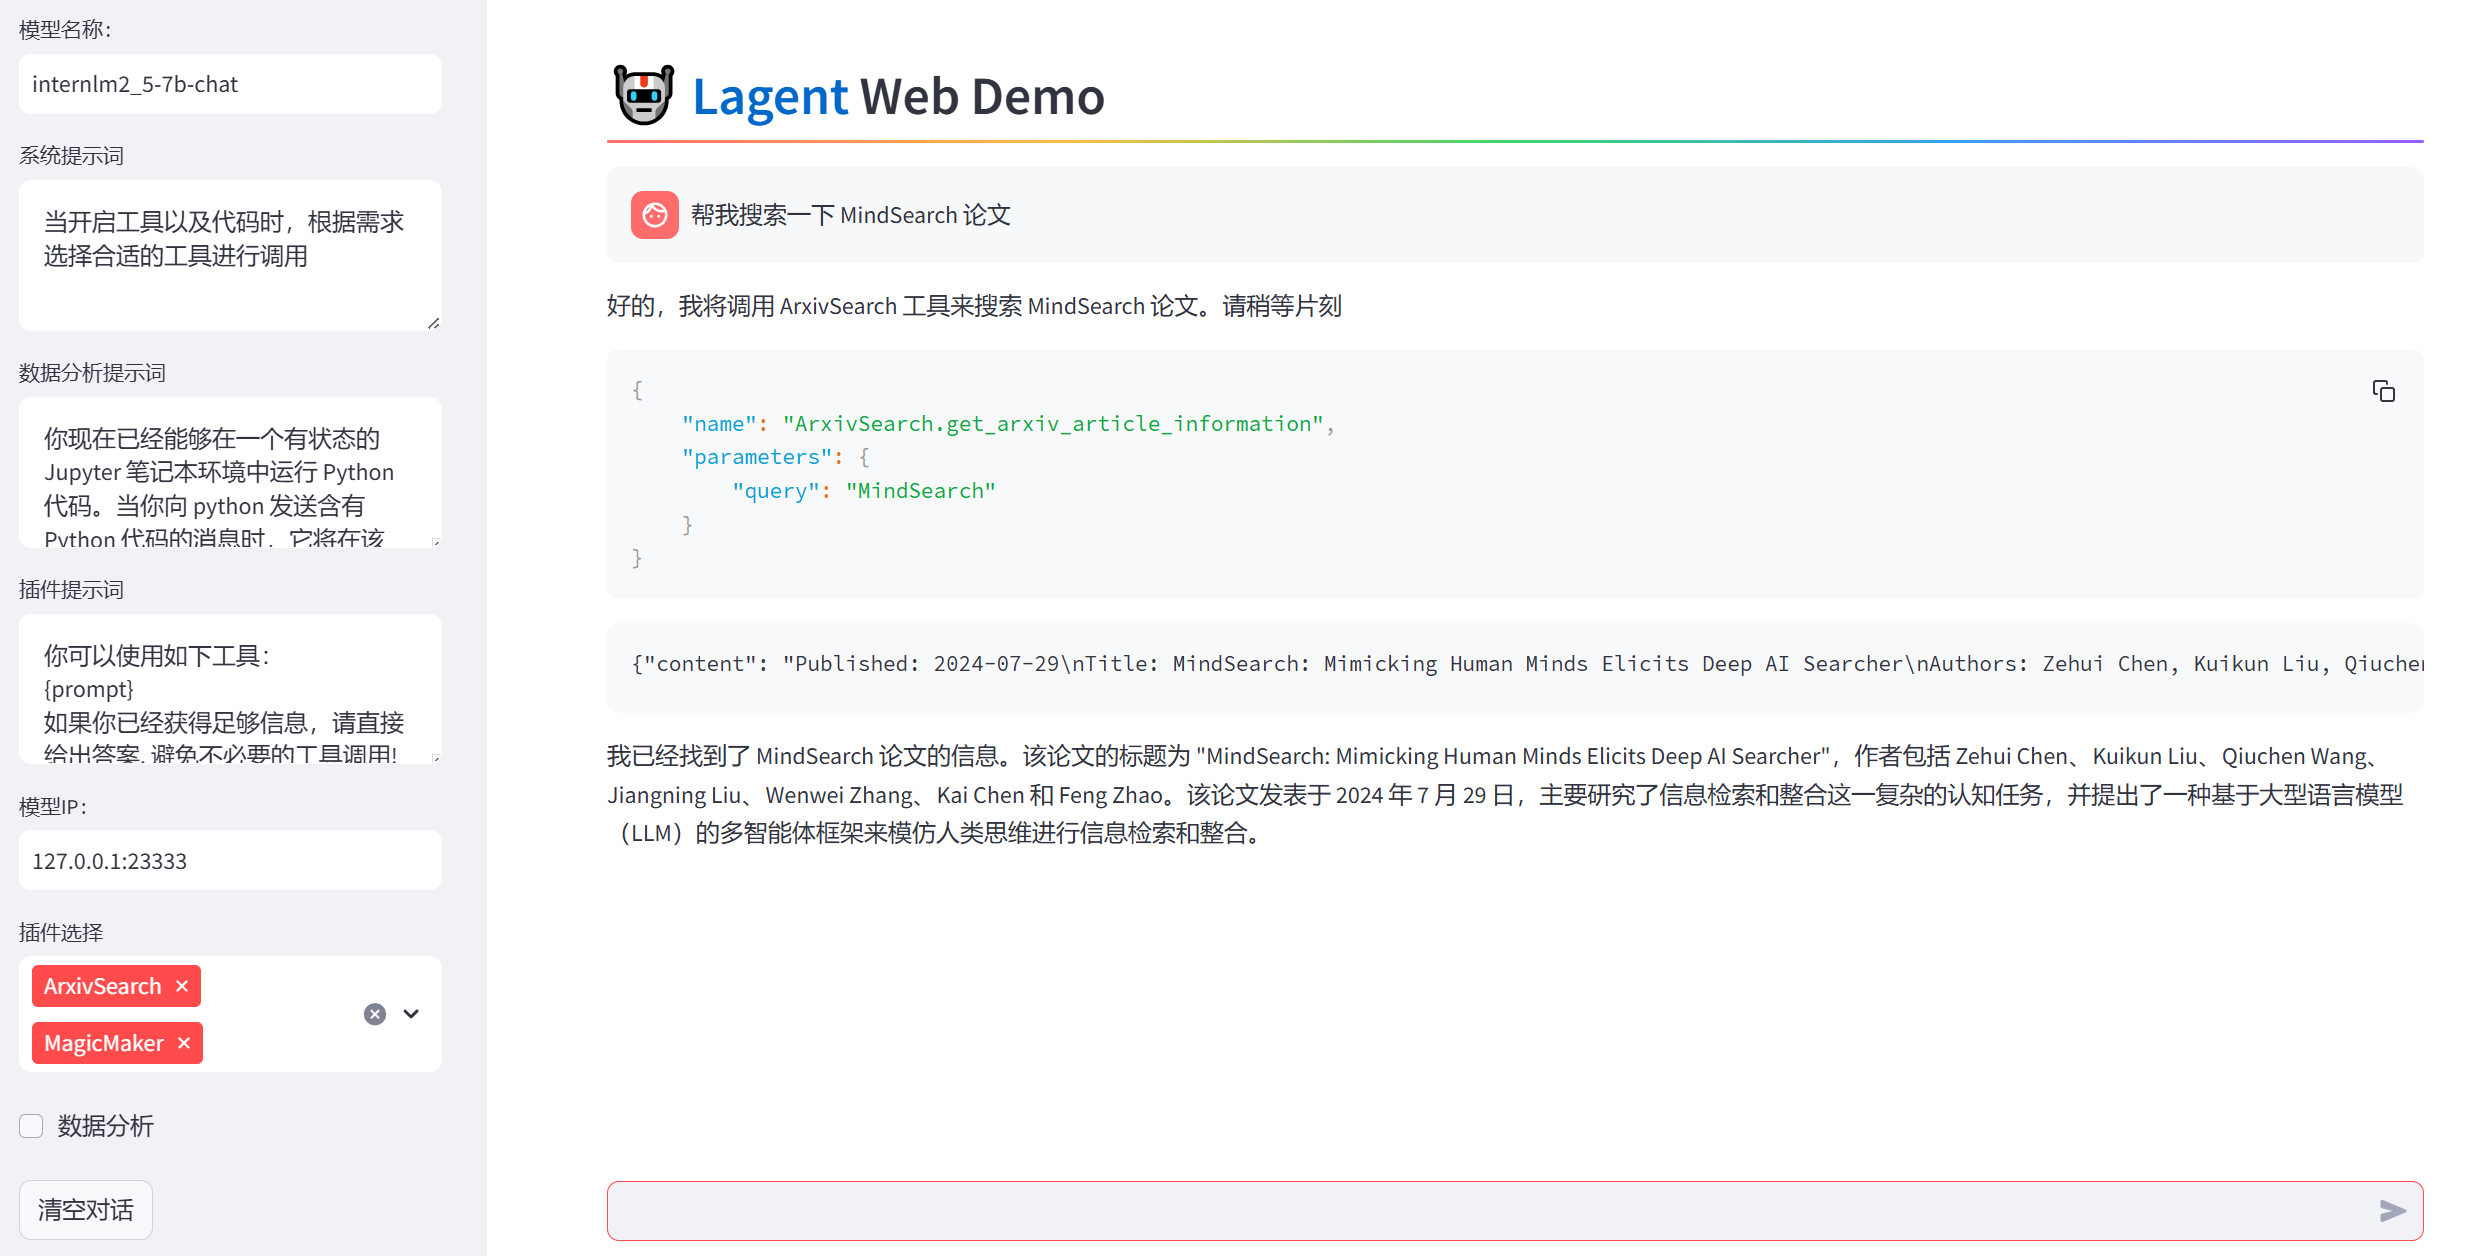 模型名称：
internlm2_5-7b-chat
系统提示词
当开启工具以及代码时，根据需求
选择合适的工具进行调用
数据分析提示词
你现在已经能够在一个有状态的
Jupyter 笔记本环境中运行 Python
代码。当你向 python 发送含有
Python 代码的消息时，它将在该
插件提示词
你可以使用如下工具：
{prompt}
如果你已经获得足够信息，请直接
给出答案. 避免不必要的工具调用!
模型IP：
127.0.0.1:23333
插件选择
ArxivSearch
MagicMaker
数据分析
清空对话
Lagent Web Demo
帮我搜索一下 MindSearch 论文
好的，我将调用 ArxivSearch 工具来搜索 MindSearch 论文。请稍等片刻
{
    "name": "ArxivSearch.get_arxiv_article_information",
    "parameters": {
        "query": "MindSearch"
    }
}
{"content": "Published: 2024-07-29\nTitle: MindSearch: Mimicking Human Minds Elicits Deep AI Searcher\nAuthors: Zehui Chen, Kuikun Liu, Qiuchen
我已经找到了 MindSearch 论文的信息。该论文的标题为 "MindSearch: Mimicking Human Minds Elicits Deep AI Searcher"，作者包括 Zehui Chen、Kuikun Liu、Qiuchen Wang、
Jiangning Liu、Wenwei Zhang、Kai Chen 和 Feng Zhao。该论文发表于 2024 年 7 月 29 日，主要研究了信息检索和整合这一复杂的认知任务，并提出了一种基于大型语言模型
（LLM）的多智能体框架来模仿人类思维进行信息检索和整合。